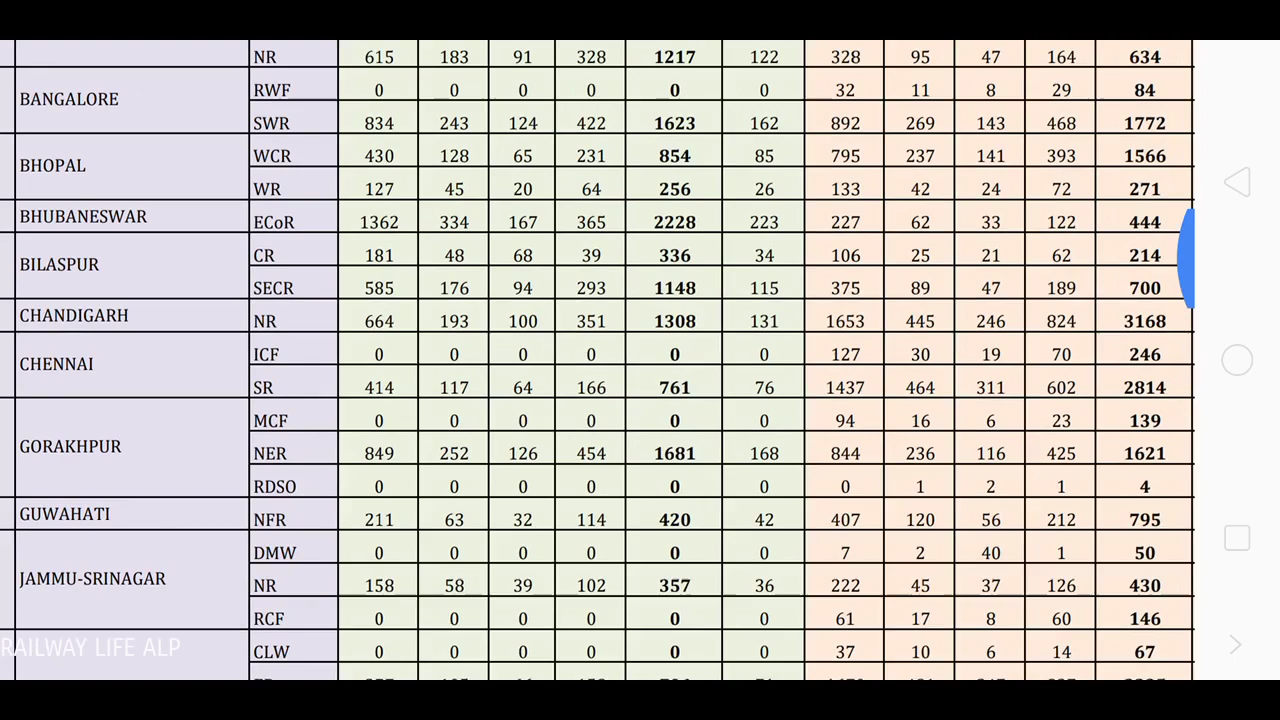 NR 615 183 91 328 1217 122 328 95 47 164 634
BANGALORE
RWF 0 0 0 0 0 0 32 11 8 29 84
SWR 834 243 124 422 1623 162 892 269 143 468 1772
BHOPAL
WCR 430 128 65 231 854 85 795 237 141 393 1566
WR 127 45 20 64 256 26 133 42 24 72 271
BHUBANESWAR ECoR 1362 334 167 365 2228 223 227 62 33 122 444
BILASPUR
CR 181 48 68 39 336 34 106 25 21 62 214
SECR 585 176 94 293 1148 115 375 89 47 189 700
CHANDIGARH NR 664 193 100 351 1308 131 1653 445 246 824 3168
CHENNAI
ICF 0 0 0 0 0 0 127 30 19 70 246
SR 414 117 64 166 761 76 1437 464 311 602 2814
GORAKHPUR
MCF 0 0 0 0 0 0 94 16 6 23 139
NER 849 252 126 454 1681 168 844 236 116 425 1621
RDSO 0 0 0 0 0 0 0 1 2 1 4
GUWAHATI NFR 211 63 32 114 420 42 407 120 56 212 795
JAMMU-SRINAGAR
DMW 0 0 0 0 0 0 7 2 40 1 50
NR 158 58 39 102 357 36 222 45 37 126 430
RCF 0 0 0 0 0 0 61 17 8 60 146
RAILWAY LIFE ALP
CLW 0 0 0 0 0 0 37 10 6 14 67